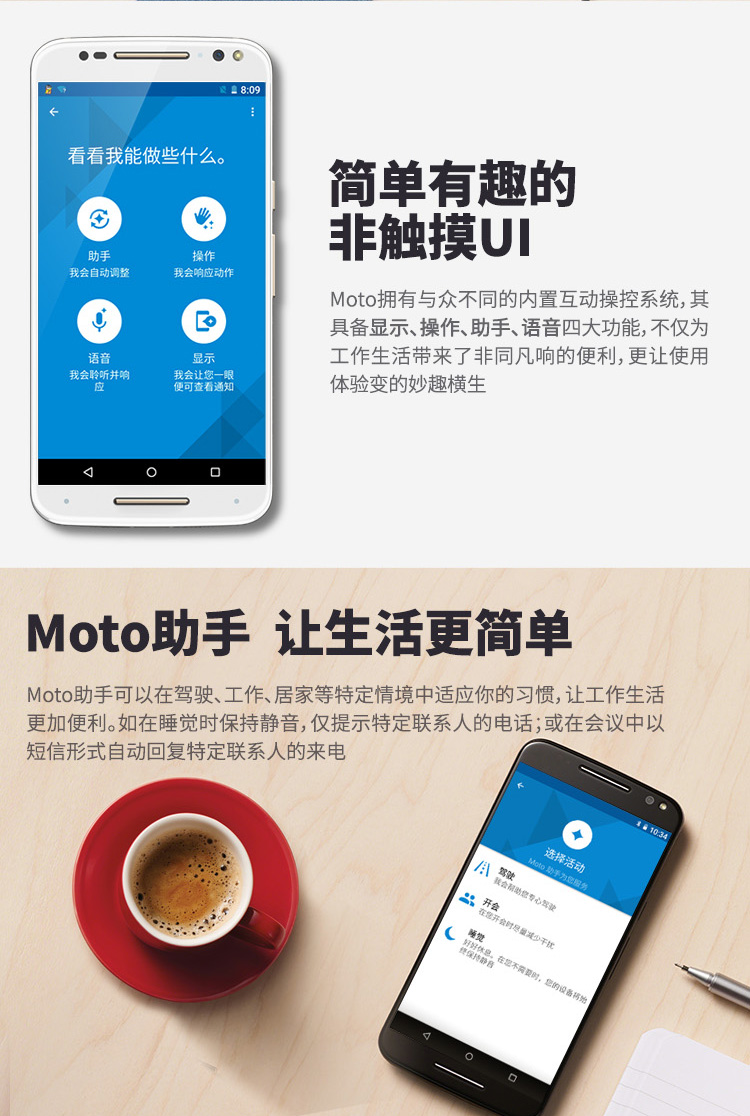 8:09
看看我能做些什么。
助手
我会自动调整
操作
我会响应动作
语音
我会聆听并响
应
显示
我会让您一眼
便可查看通知
简单有趣的
非触摸UI
Moto拥有与众不同的内置互动操控系统,其
具备显示、操作、助手、语音四大功能,不仅为
工作生活带来了非同凡响的便利,更让使用
体验变的妙趣横生
Moto助手 让生活更简单
Moto助手可以在驾驶、工作、居家等特定情境中适应你的习惯,让工作生活
更加便利。如在睡觉时保持静音,仅提示特定联系人的电话;或在会议中以
短信形式自动回复特定联系人的来电
10:34
选择活动
Moto 助手为您服务
驾驶
我会帮助您专心驾驶
开会
在您开会时尽量减少干扰
睡觉
好好休息。在您不需要时,您的设备将始
终保持静音